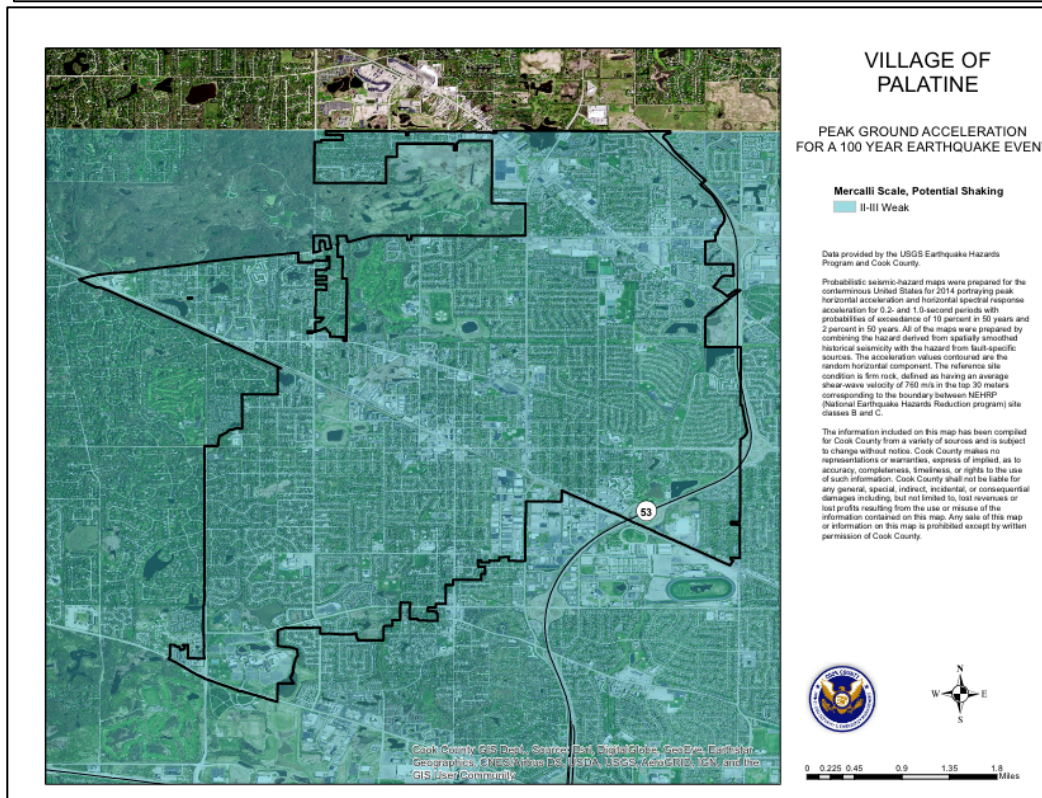 VILLAGE OF
PALATINE
PEAK GROUND ACCELERATION
FOR A 100 YEAR EARTHQUAKE EVEN
Mercalli Scale, Potential Shaking
II-III Weak
Data provided by the USGS Earthquake Hazards
Program and Cook County.
Probabilistic seismic-hazard maps were prepared for the
conterminous United States for 2014 portraying peak
horizontal acceleration and horizontal spectral response
acceleration for 0.2- and 1.0-second periods with
probabilities of exceedance of 10 percent in 50 years and
2 percent in 50 years. All of the maps were prepared by
combining the hazard derived from spatially smoothed
historical seismicity with the hazard from fault-specific
sources. The acceleration values contoured are the
random horizontal component. The reference site
condition is firm rock, defined as having an average
shear-wave velocity of 760 m/s in the top 30 meters
corresponding to the boundary between NEHRP
(National Earthquake Hazards Reduction program) site
classes B and C.
The information included on this map has been compiled
for Cook County from a variety of sources and is subject
to change without notice. Cook County makes no
representations or warranties, express of implied, as to
accuracy, completeness, timeliness, or rights to the use
of such information. Cook County shall not be liable for
any general, special, indirect, incidental, or consequential
damages including, but not limited to, lost revenues or
lost profits resulting from the use or misuse of the
information contained on this map. Any sale of this map
or information on this map is prohibited except by written
permission of Cook County.
53
Cook County GIS Dept., Source: Esri, DigitalGlobe, GeoEye, Earthstar
Geographics, CNES/Airbus DS, USDA, USGS, AeroGRID, IGN, and the
GIS User Community
COOK COUNTY
N
W E
S
0 0.225 0.45 0.9 1.35 1.8
Miles